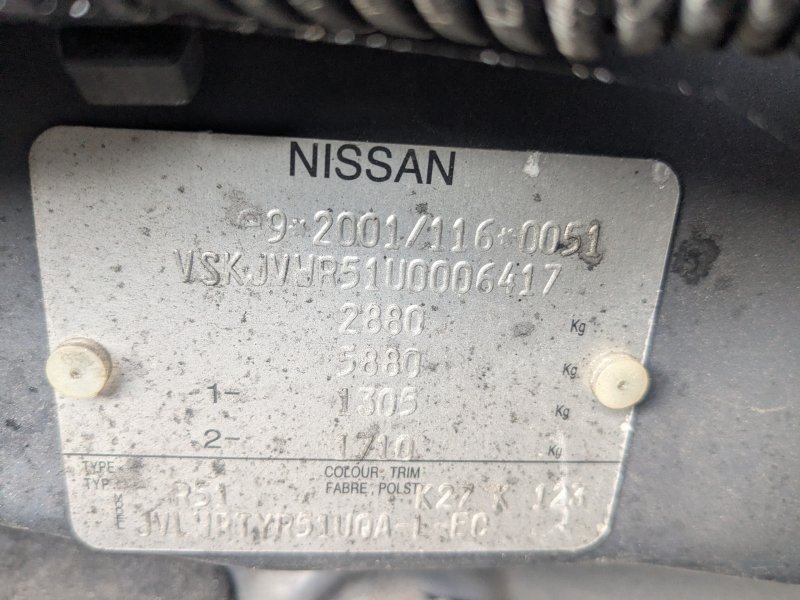 NISSAN
e9*2001/116*0051
VSKJVWR51U0006417
2880 Kg
5880 Kg
1- 1305 Kg
2- 1710 Kg
TYPE COLOUR, TRIM
TYP FABRE, POLST
R51 K27 K